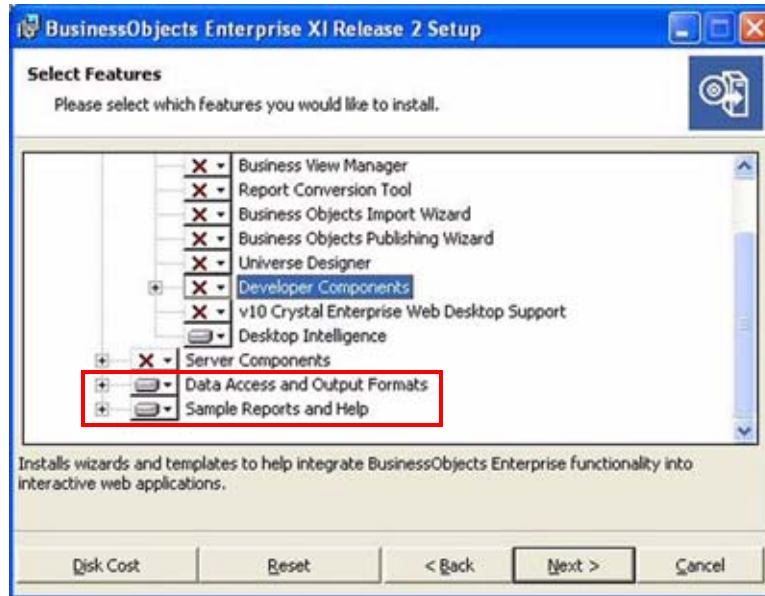 BusinessObjects Enterprise XI Release 2 Setup
Select Features
Please select which features you would like to install.
Business View Manager
Report Conversion Tool
Business Objects Import Wizard
Business Objects Publishing Wizard
Universe Designer
Developer Components
v10 Crystal Enterprise Web Desktop Support
Desktop Intelligence
Server Components
Data Access and Output Formats
Sample Reports and Help
Installs wizards and templates to help integrate BusinessObjects Enterprise functionality into
interactive web applications.
Disk Cost Reset < Back Next > Cancel